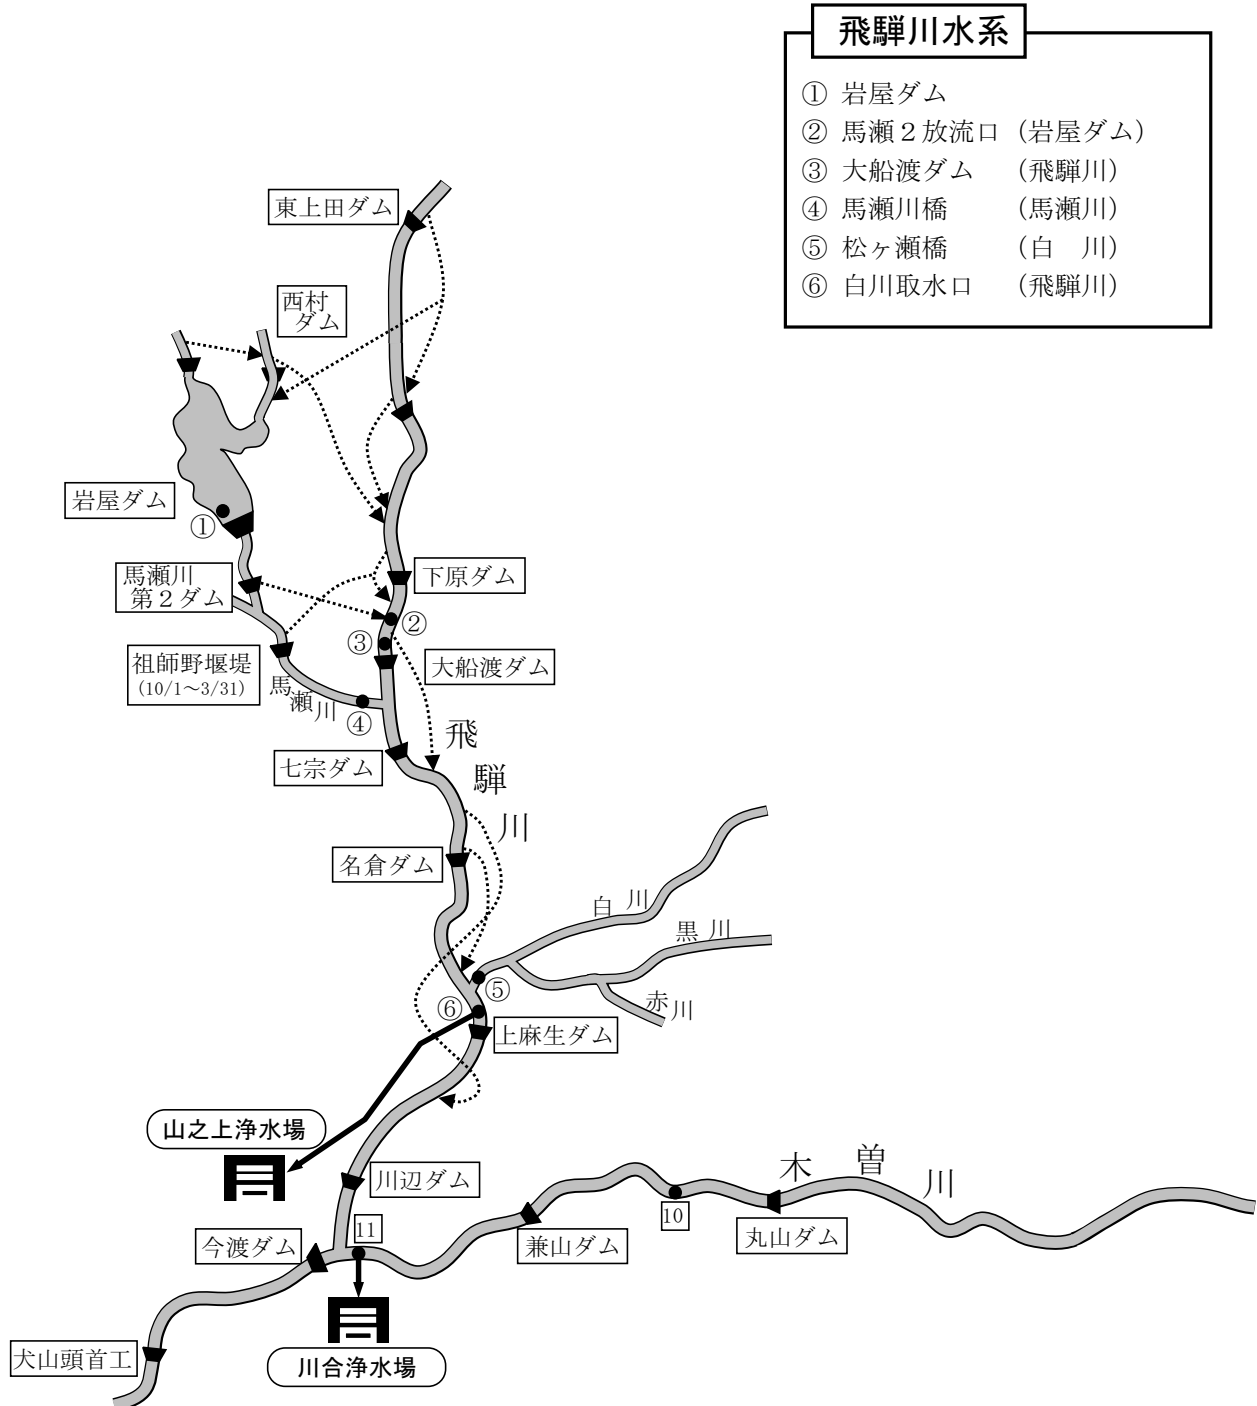 飛騨川水系
① 岩屋ダム
② 馬瀬２放流口 (岩屋ダム)
③ 大船渡ダム (飛騨川)
④ 馬瀬川橋 (馬瀬川)
⑤ 松ヶ瀬橋 (白 川)
⑥ 白川取水口 (飛騨川)
東上田ダム
西村
ダム
岩屋ダム
①
馬瀬川
第２ダム
下原ダム
②
③
祖師野堰堤
(10/1～3/31)
大船渡ダム
馬瀬川
④
飛騨川
七宗ダム
名倉ダム
白川
黒川
赤川
⑤
⑥
上麻生ダム
山之上浄水場
川辺ダム
木曽川
10
11
今渡ダム
兼山ダム
丸山ダム
犬山頭首工
川合浄水場